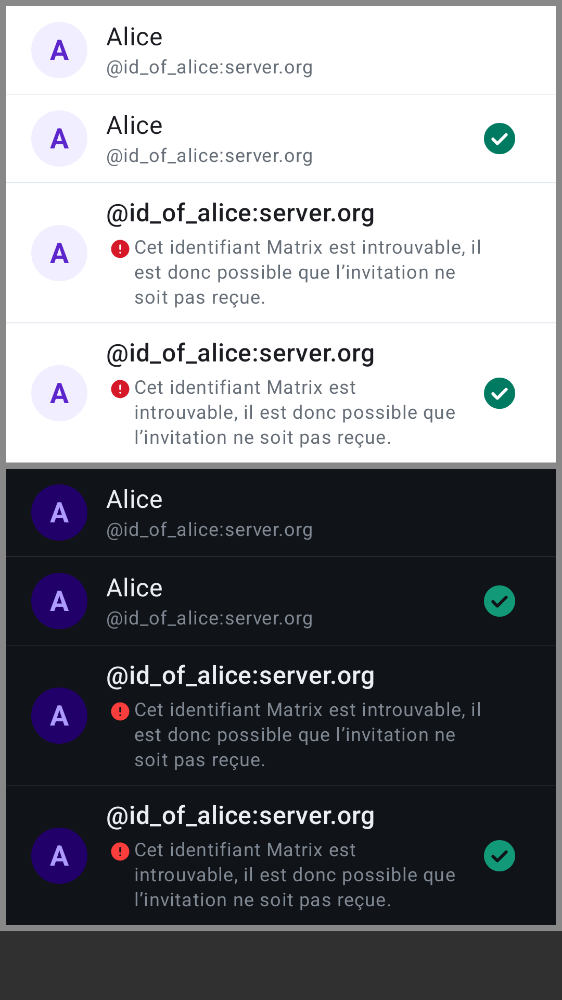 A
Alice
@id_of_alice:server.org
A
Alice
@id_of_alice:server.org
A
@id_of_alice:server.org
Cet identifiant Matrix est introuvable, il
est donc possible que l’invitation ne
soit pas reçue.
A
@id_of_alice:server.org
Cet identifiant Matrix est
introuvable, il est donc possible que
l’invitation ne soit pas reçue.
A
Alice
@id_of_alice:server.org
A
Alice
@id_of_alice:server.org
A
@id_of_alice:server.org
Cet identifiant Matrix est introuvable, il
est donc possible que l’invitation ne
soit pas reçue.
A
@id_of_alice:server.org
Cet identifiant Matrix est
introuvable, il est donc possible que
l’invitation ne soit pas reçue.